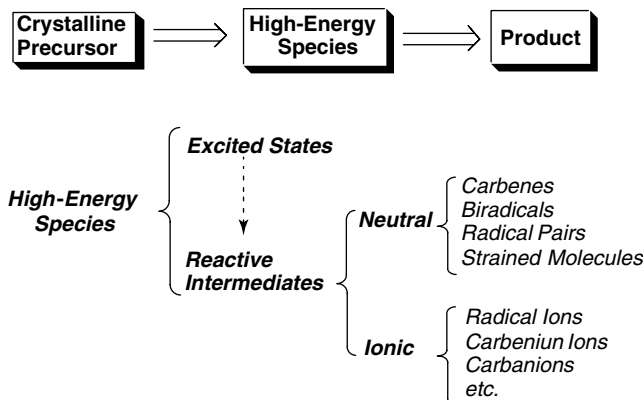 Crystalline
Precursor
High-Energy
Species
Product
Excited States
High-Energy
Species
Reactive
Intermediates
Neutral
Carbenes
Biradicals
Radical Pairs
Strained Molecules
Ionic
Radical Ions
Carbeniun Ions
Carbanions
etc.